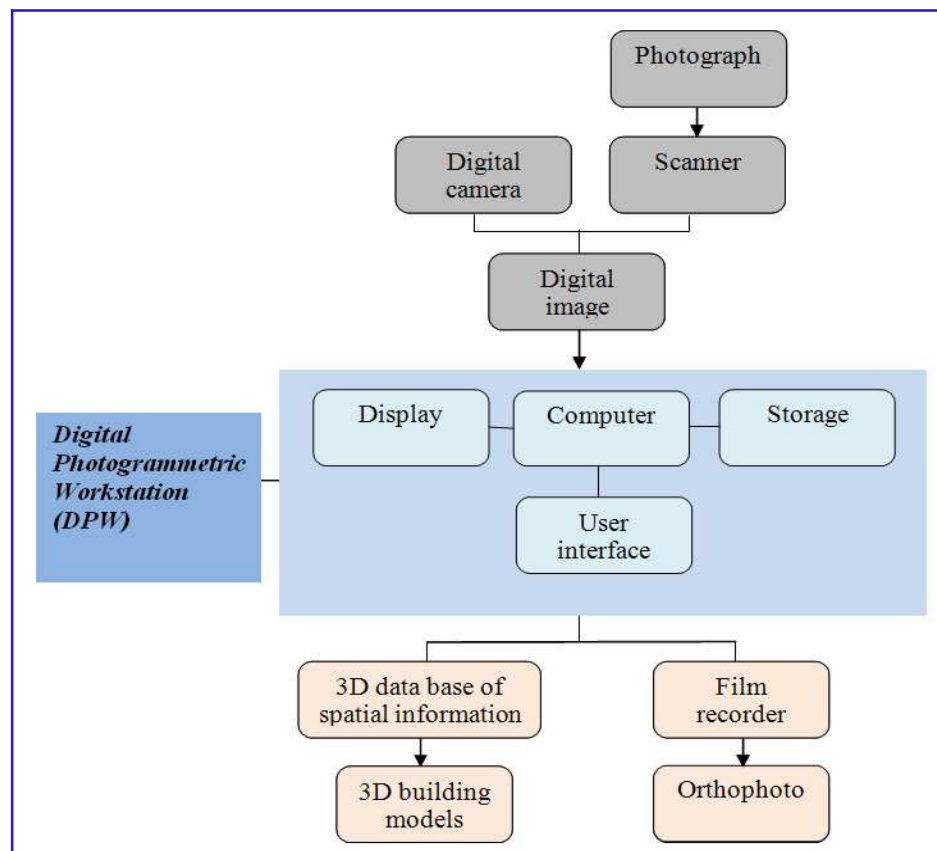 Photograph
Digital
camera
Scanner
Digital
image
Display
Computer
Storage
Digital
Photogrammetric
Workstation
(DPW)
User
interface
3D data base of
spatial information
Film
recorder
3D building
models
Orthophoto